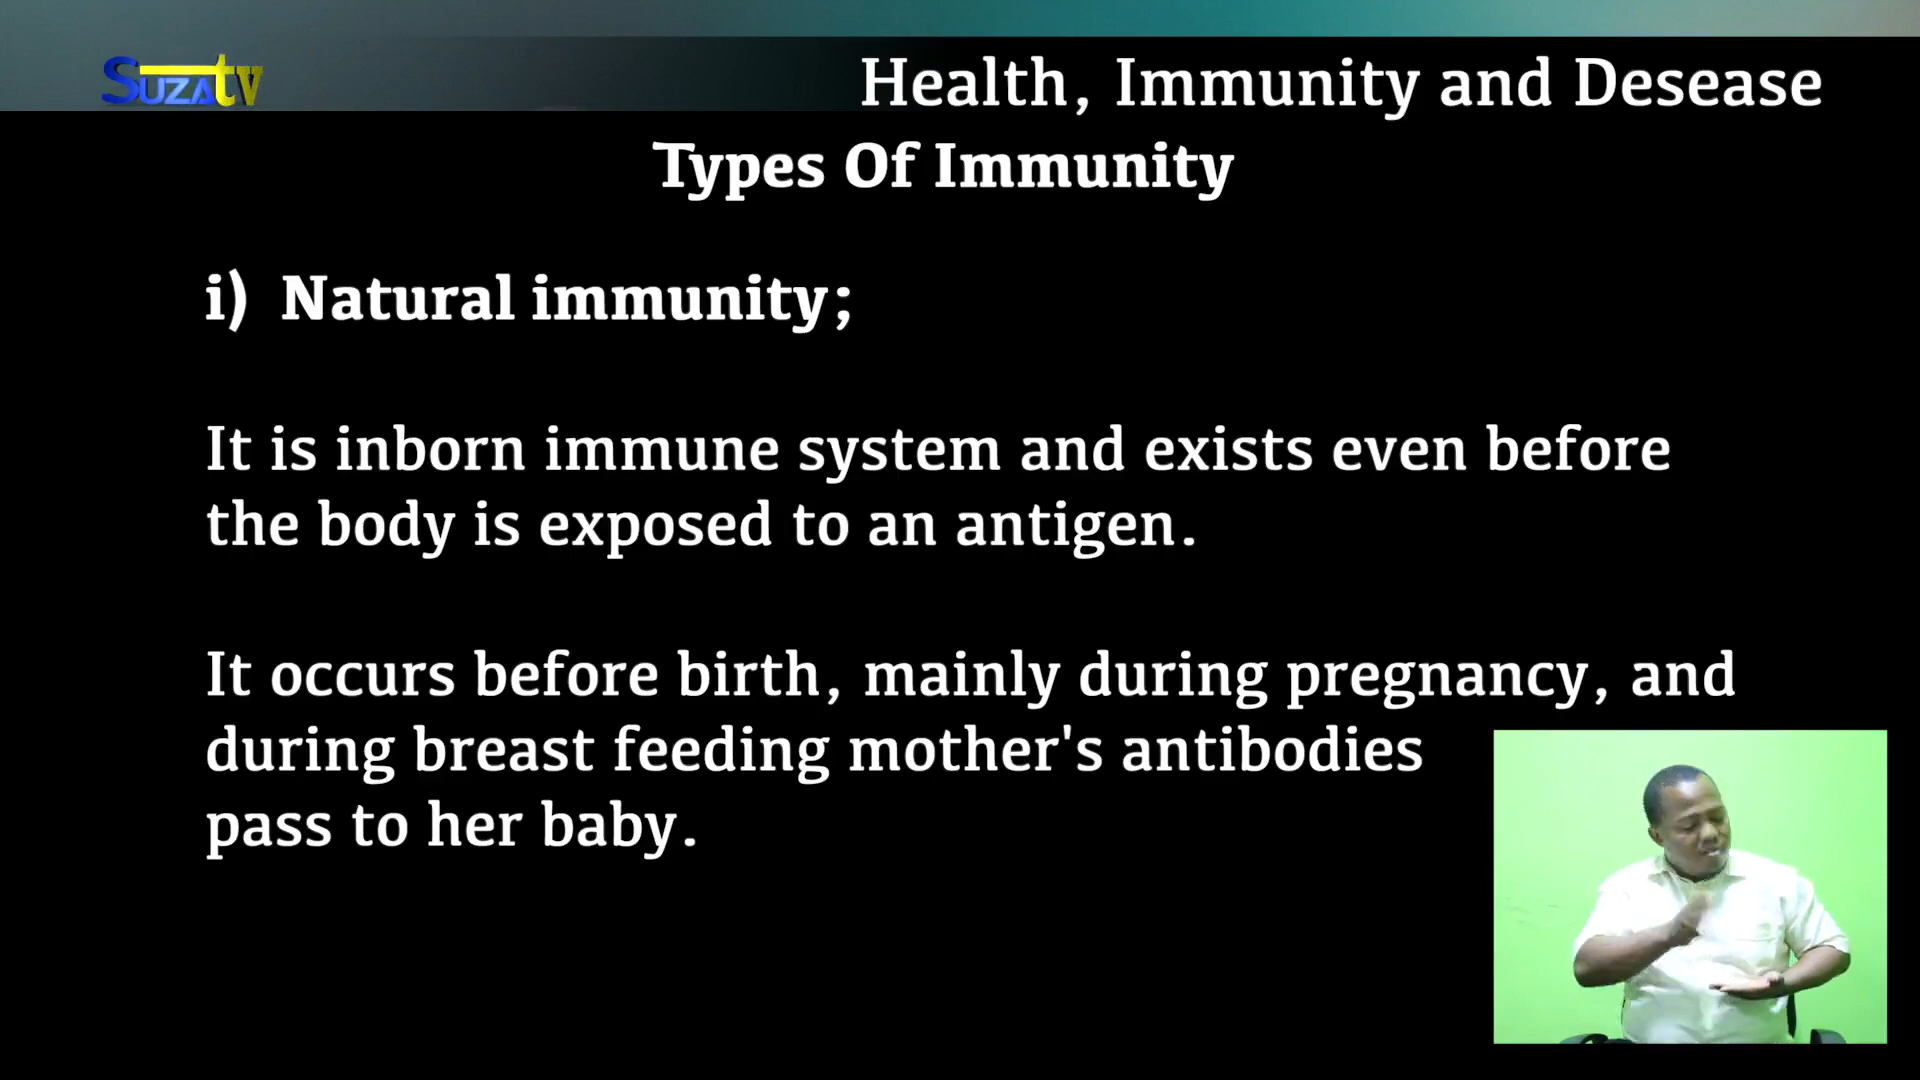 SUZA tv
Health, Immunity and Desease
Types Of Immunity
i) Natural immunity;
It is inborn immune system and exists even before
the body is exposed to an antigen.
It occurs before birth, mainly during pregnancy, and
during breast feeding mother's antibodies
pass to her baby.